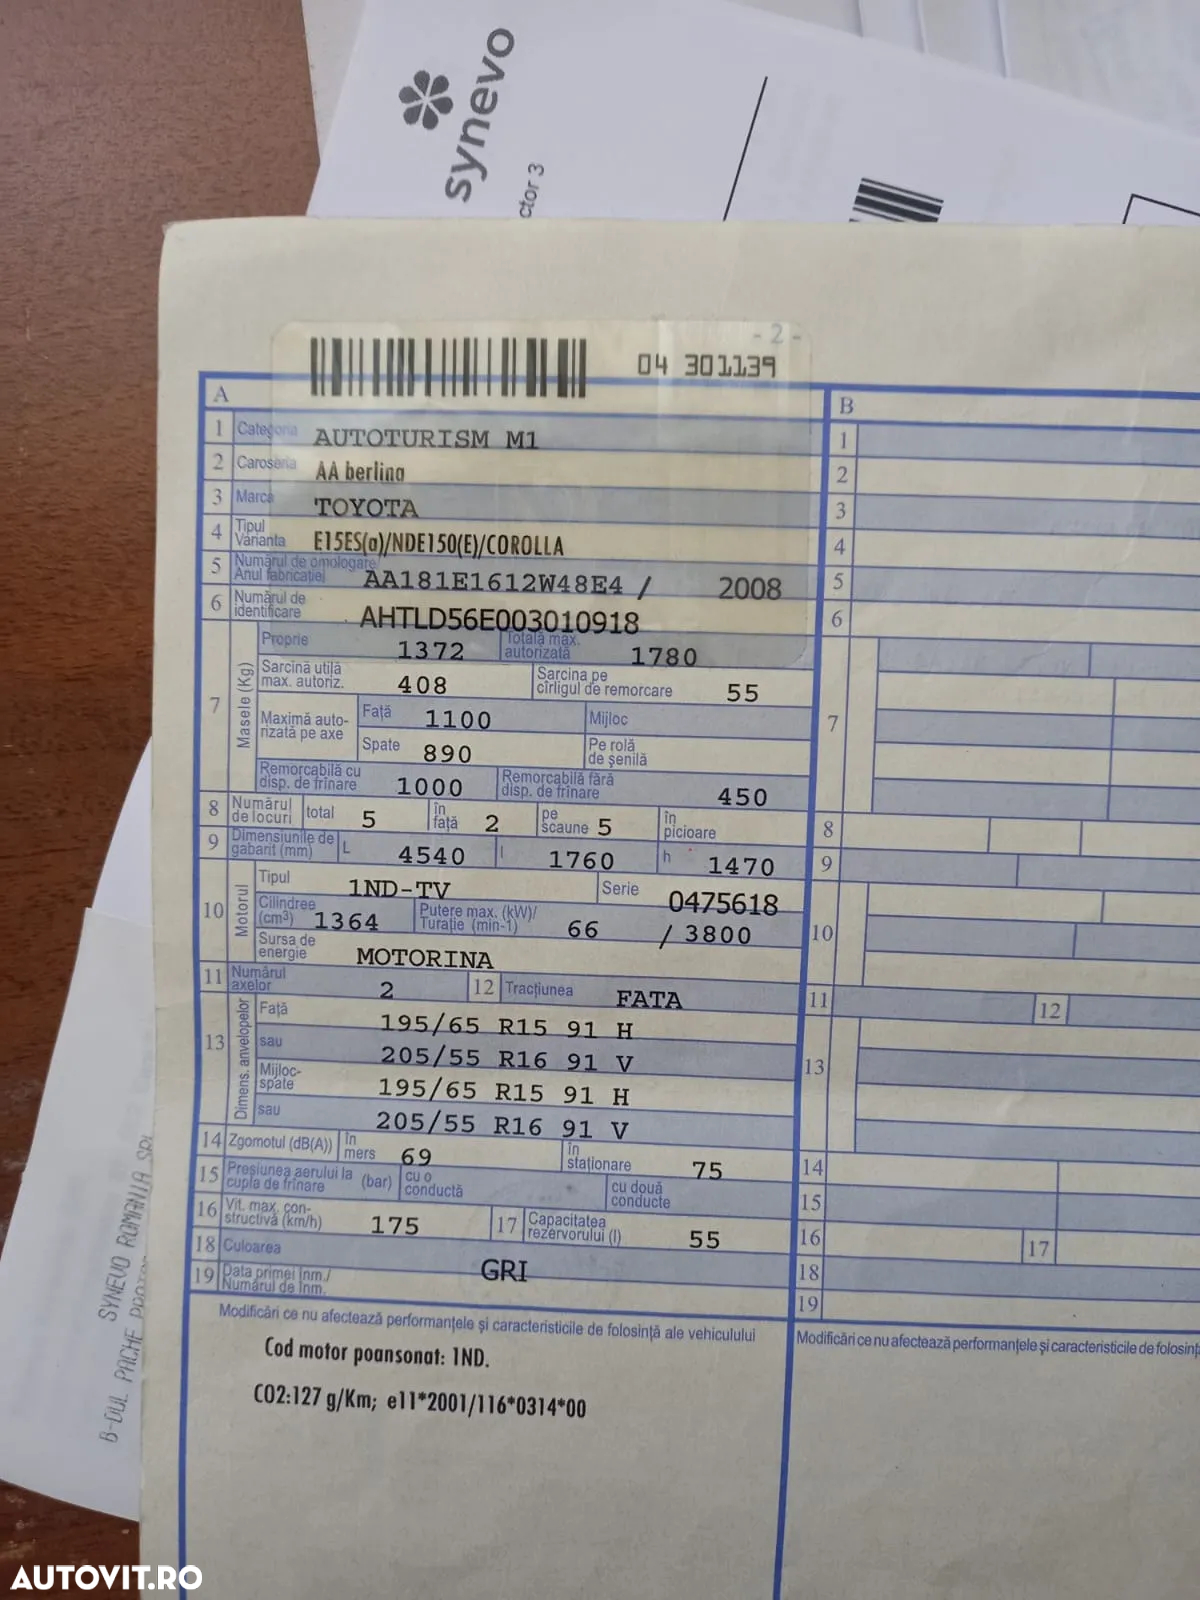 synevo
ctor 3
- 2 -
04 301139
A
B
1 Categoria AUTOTURISM M1
2 Caroseria AA berlina
3 Marca TOYOTA
4 Tipul Varianta E15ES(a)/NDE150(E)/COROLLA
5 Numărul de omologare Anul fabricației AA181E1612W48E4 / 2008
6 Numărul de identificare AHTLD56E003010918
7 Masele (Kg) Proprie 1372 Totală max. autorizată 1780
Sarcină utilă max. autoriz. 408 Sarcina pe cîrligul de remorcare 55
Maximă autorizată pe axe Față 1100 Mijloc
Spate 890 Pe rolă de șenilă
Remorcabilă cu disp. de frînare 1000 Remorcabilă fără disp. de frînare 450
8 Numărul de locuri total 5 în față 2 pe scaune 5 în picioare
9 Dimensiunile de gabarit (mm) L 4540 l 1760 h 1470
10 Motorul Tipul 1ND-TV Serie 0475618
Cilindree (cm³) 1364 Putere max. (kW)/ Turație (min-1) 66 / 3800
Sursa de energie MOTORINA
11 Numărul axelor 2 12 Tracțiunea FATA
13 Dimens. anvelopelor Față 195/65 R15 91 H
sau 205/55 R16 91 V
Mijloc-spate 195/65 R15 91 H
sau 205/55 R16 91 V
14 Zgomotul (dB(A)) în mers 69 în staționare 75
15 Presiunea aerului la cupla de frînare (bar) cu o conductă cu două conducte
16 Vit. max. constructivă (km/h) 175 17 Capacitatea rezervorului (l) 55
18 Culoarea GRI
19 Data primei înm./ Numărul de înm.
Modificări ce nu afectează performanțele și caracteristicile de folosință ale vehiculului
Cod motor poansonat: 1ND.
CO2:127 g/Km; e11*2001/116*0314*00
1
2
3
4
5
6
7
8
9
10
11 12
13
14
15
16 17
18
19
Modificări ce nu afectează performanțele și caracteristicile de folosinț
SYNEVO ROMANIA SRL
B-DUL PACHE
AUTOVIT.RO